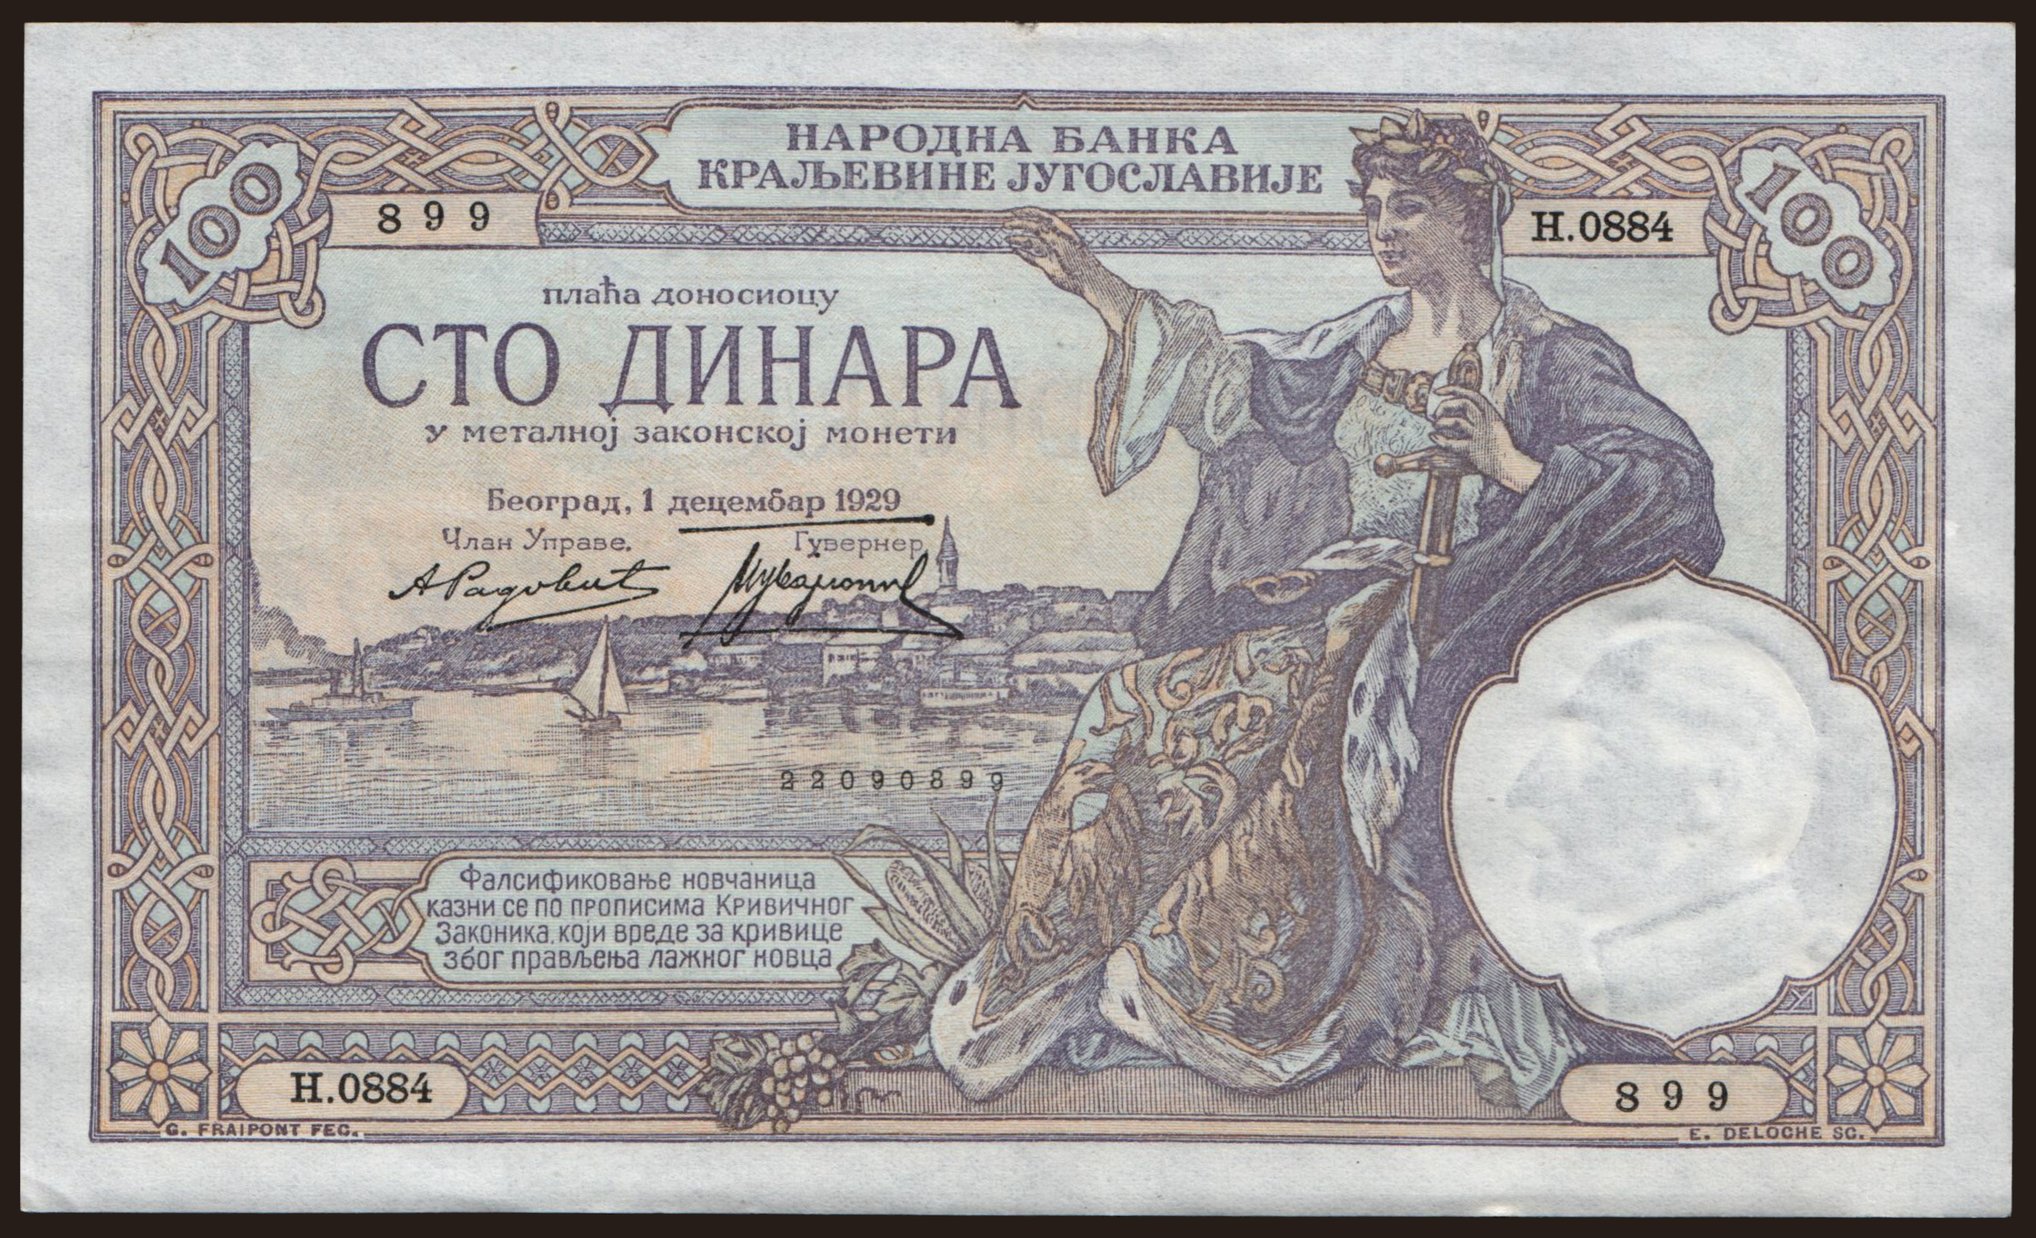 НАРОДНА БАНКА
КРАЉЕВИНЕ ЈУГОСЛАВИЈЕ
100
100
899
H.0884
плаћа доносиоцу
СТО ДИНАРА
у металној законској монети
Београд, 1 децембар 1929
Члан Управе.
Гувернер
А Радовић
22090899
Фалсификовање новчаница
казни се по прописима Кривичног
Законика, који вреде за кривице
због прављења лажног новца
H.0884
899
G. FRAIPONT FEC.
E. DELOCHE SC.